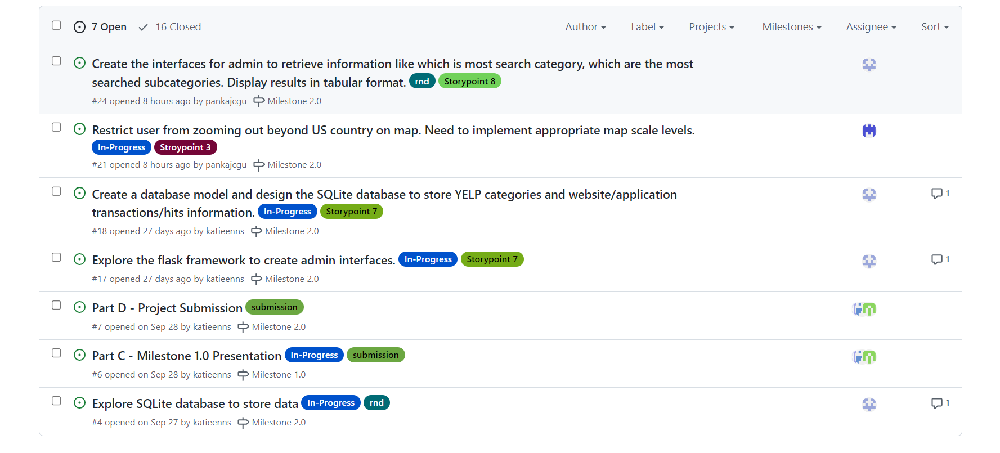 7 Open 16 Closed Author Label Projects Milestones Assignee Sort
Create the interfaces for admin to retrieve information like which is most search category, which are the most
searched subcategories. Display results in tabular format. rnd Storypoint 8
#24 opened 8 hours ago by pankajcgu Milestone 2.0
Restrict user from zooming out beyond US country on map. Need to implement appropriate map scale levels.
In-Progress Stroypoint 3
#21 opened 8 hours ago by pankajcgu Milestone 2.0
Create a database model and design the SQLite database to store YELP categories and website/application 1
transactions/hits information. In-Progress Storypoint 7
#18 opened 27 days ago by katieenns Milestone 2.0
Explore the flask framework to create admin interfaces. In-Progress Storypoint 7 1
#17 opened 27 days ago by katieenns Milestone 2.0
Part D - Project Submission submission
#7 opened on Sep 28 by katieenns Milestone 2.0
Part C - Milestone 1.0 Presentation In-Progress submission
#6 opened on Sep 28 by katieenns Milestone 1.0
Explore SQLite database to store data In-Progress rnd 1
#4 opened on Sep 27 by katieenns Milestone 2.0